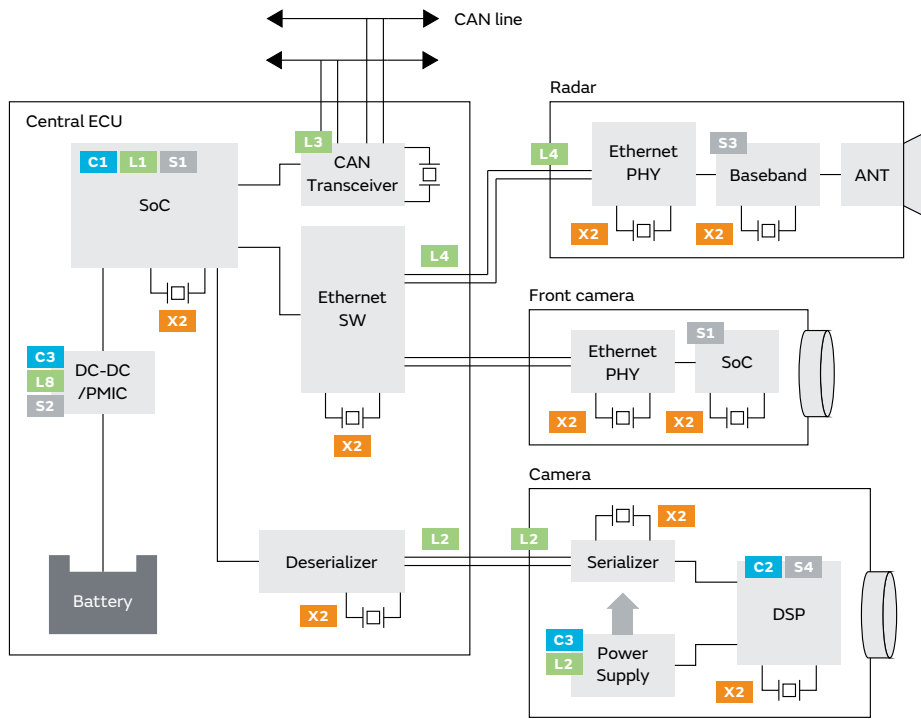 CAN line
Central ECU
C1 L1 S1
SoC
X2
L3
CAN
Transceiver
L4
Ethernet
SW
X2
C3
L8
S2
DC-DC
/PMIC
Battery
Deserializer
X2
L2
Radar
L4
Ethernet
PHY
X2
S3
Baseband
X2
ANT
Front camera
Ethernet
PHY
X2
S1
SoC
X2
Camera
L2
X2
Serializer
C3
L2
Power
Supply
C2 S4
DSP
X2